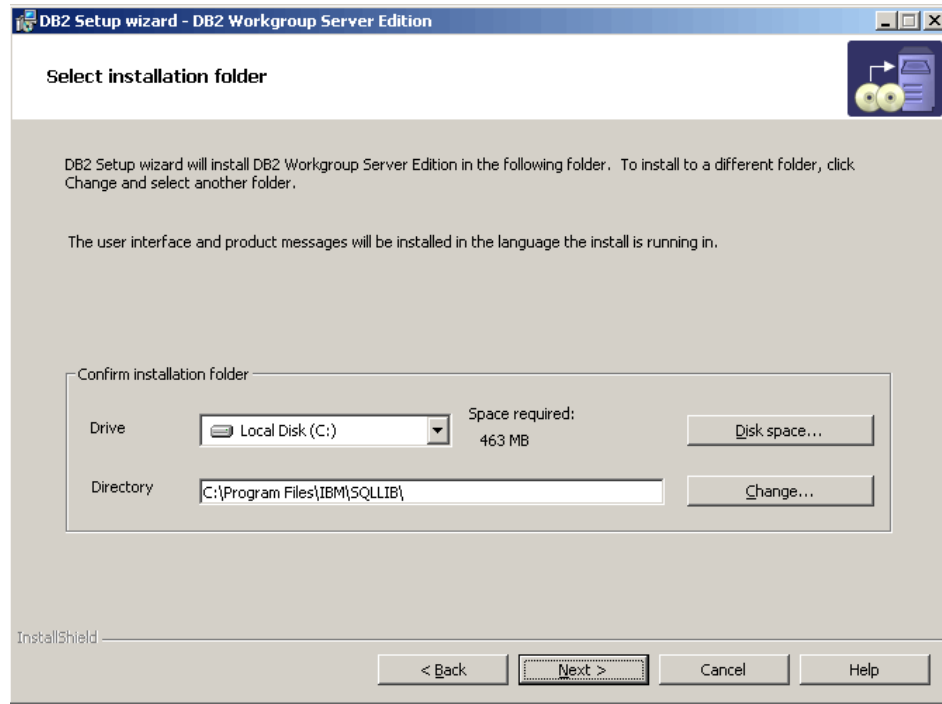 DB2 Setup wizard - DB2 Workgroup Server Edition
Select installation folder
DB2 Setup wizard will install DB2 Workgroup Server Edition in the following folder. To install to a different folder, click
Change and select another folder.
The user interface and product messages will be installed in the language the install is running in.
Confirm installation folder
Drive
Local Disk (C:)
Space required:
463 MB
Disk space...
Directory
C:\Program Files\IBM\SQLLIB\
Change...
InstallShield
< Back
Next >
Cancel
Help